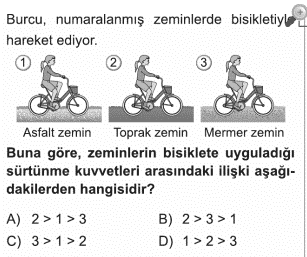 Burcu, numaralanmış zeminlerde bisikletiyle
hareket ediyor.
1 2 3
Asfalt zemin Toprak zemin Mermer zemin
Buna göre, zeminlerin bisiklete uyguladığı
sürtünme kuvvetleri arasındaki ilişki aşağı-
dakilerden hangisidir?
A) 2 > 1 > 3 B) 2 > 3 > 1
C) 3 > 1 > 2 D) 1 > 2 > 3